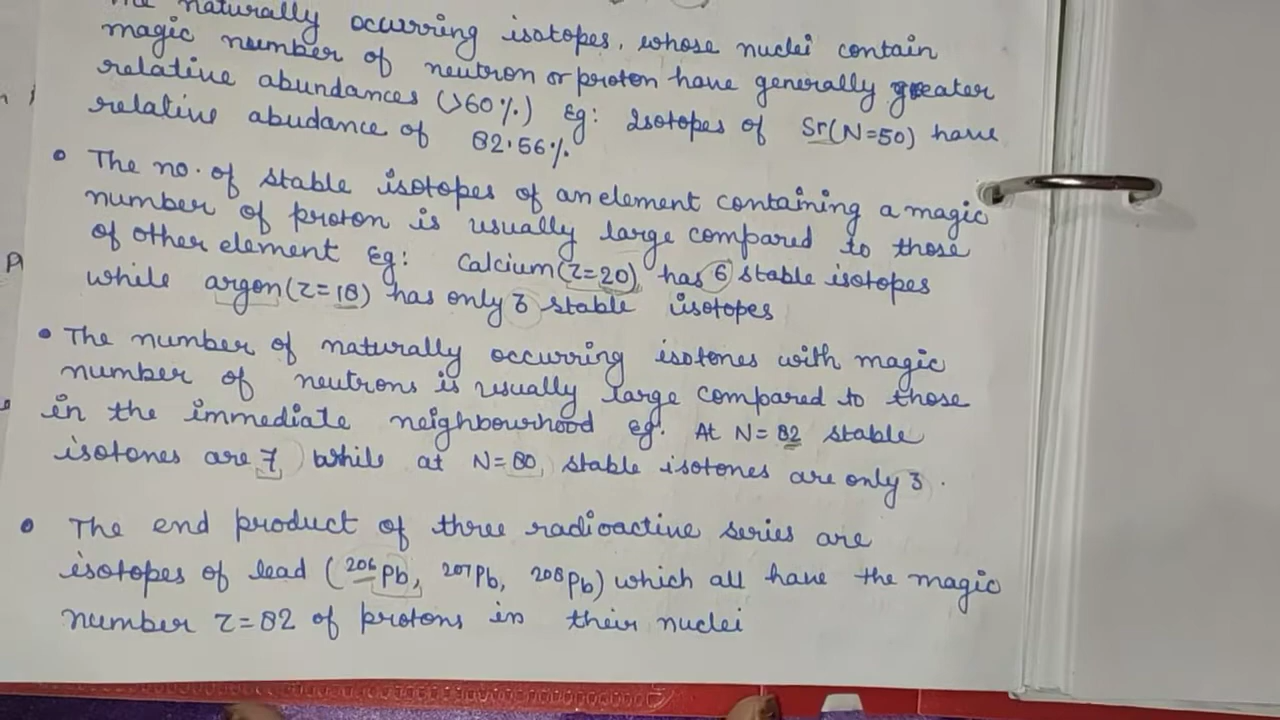 The naturally occurring isotopes, whose nuclei contain
magic number of neutron or proton have generally greater
relative abundances (>60%) Eg: Isotopes of Sr(N=50) have
relative abudance of 82.56%
• The no. of stable isotopes of an element containing a magic
number of proton is usually large compared to those
of other element Eg: Calcium(Z=20) has 6 stable isotopes
while argon(Z=18) has only 3 stable isotopes
• The number of naturally occurring isotones with magic
number of neutrons is usually large compared to those
in the immediate neighbourhood eg. At N=82 stable
isotones are 7 while at N=80, stable isotones are only 3.
• The end product of three radioactive series are
isotopes of lead (206Pb, 207Pb, 208Pb) which all have the magic
number Z=82 of protons in their nuclei